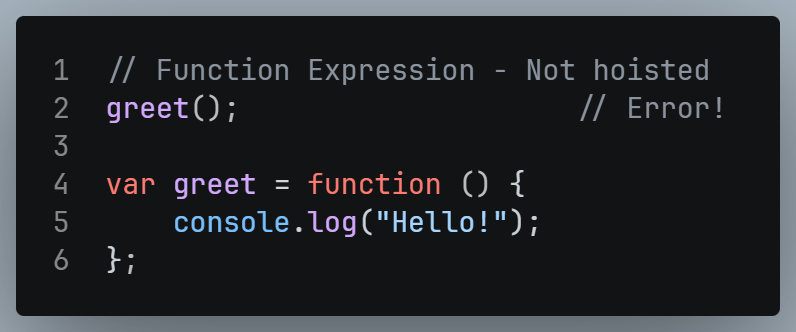 1 // Function Expression - Not hoisted
2 greet(); // Error!
3
4 var greet = function () {
5     console.log("Hello!");
6 };